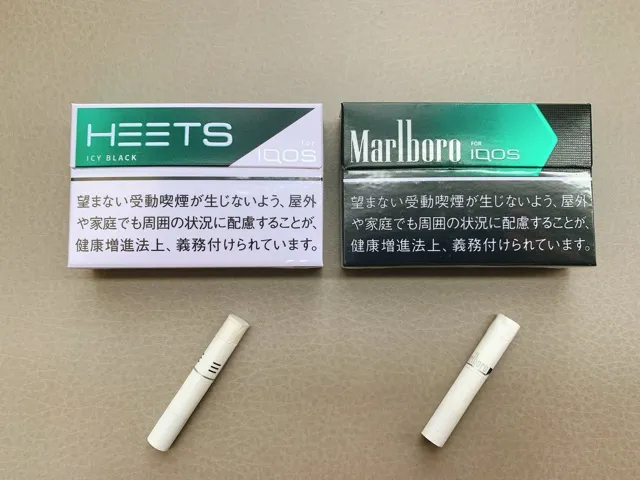 HEETS
ICY BLACK
for
IQOS
望まない受動喫煙が生じないよう、屋外
や家庭でも周囲の状況に配慮することが、
健康増進法上、義務付けられています。
Marlboro
FOR
IQOS
望まない受動喫煙が生じないよう、屋外
や家庭でも周囲の状況に配慮することが、
健康増進法上、義務付けられています。